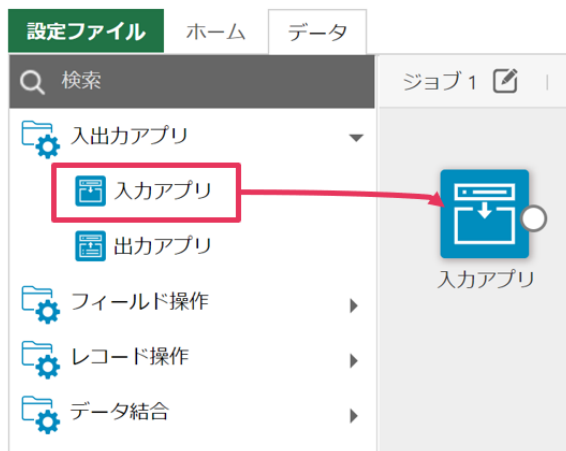 設定ファイル ホーム データ
検索
ジョブ 1
入出力アプリ
入力アプリ
出力アプリ
フィールド操作
レコード操作
データ結合
入力アプリ